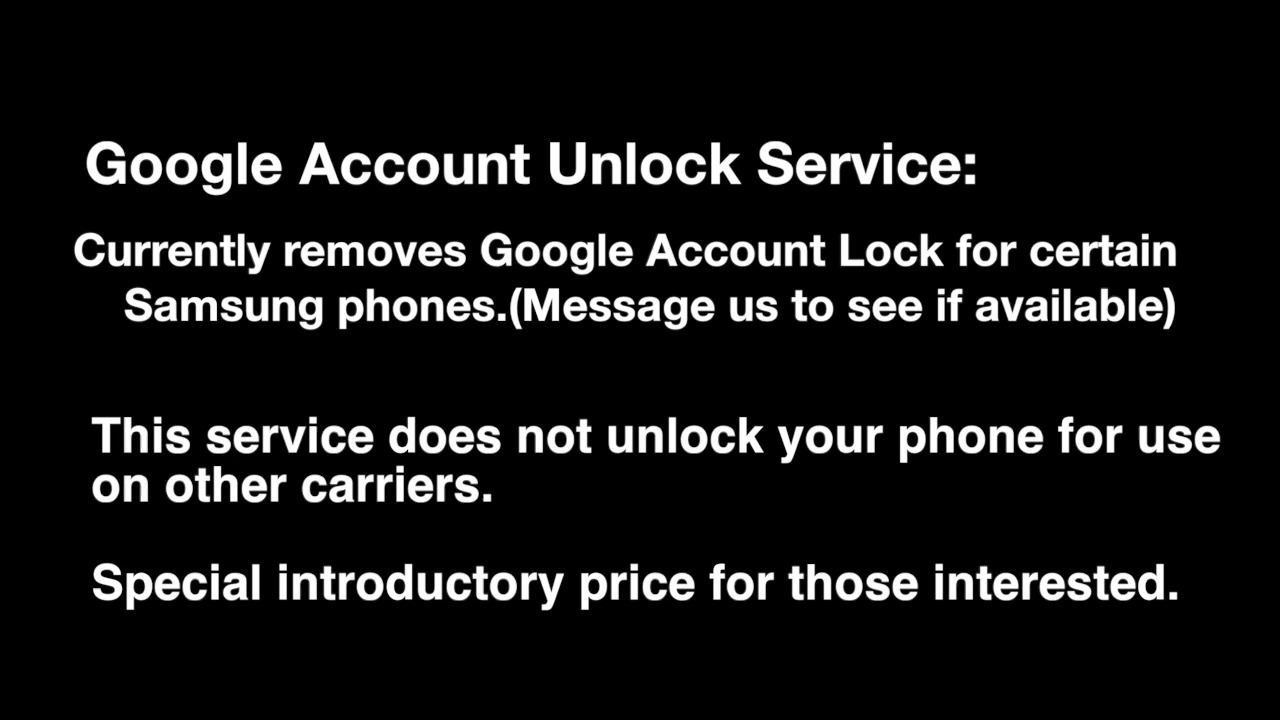 Google Account Unlock Service:
Currently removes Google Account Lock for certain
Samsung phones.(Message us to see if available)
This service does not unlock your phone for use
on other carriers.
Special introductory price for those interested.